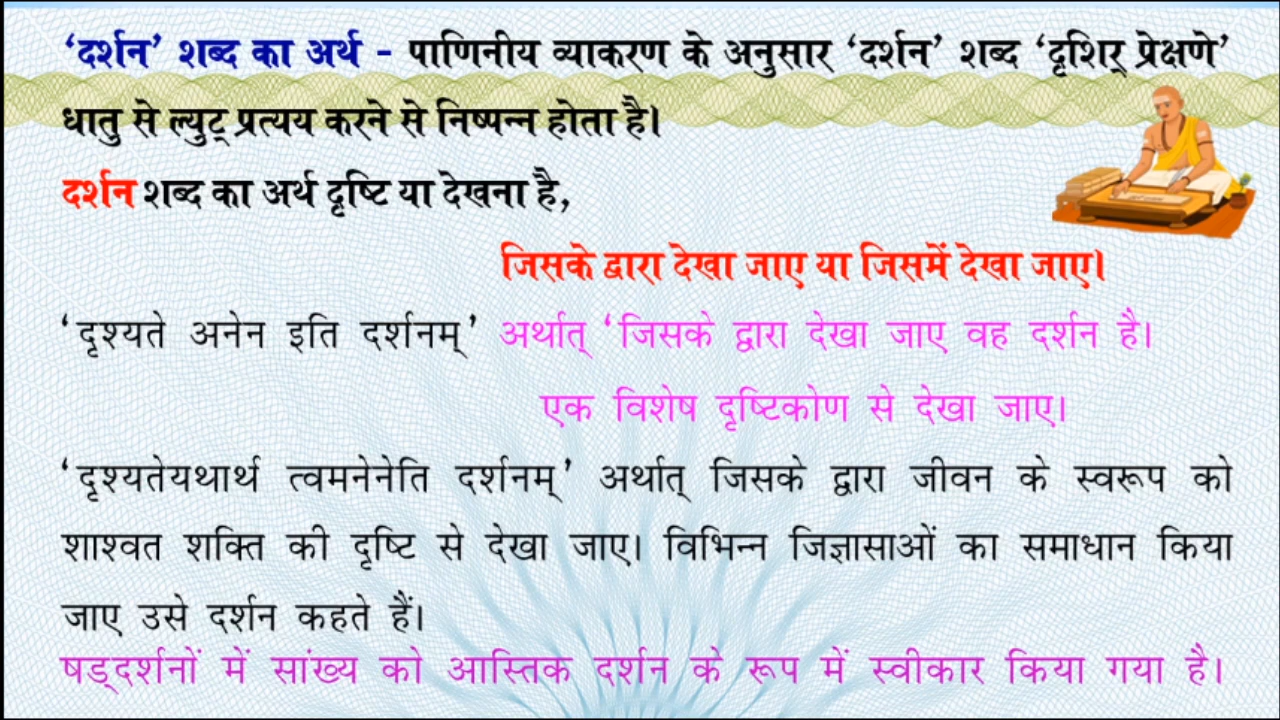 ‘दर्शन’ शब्द का अर्थ - पाणिनीय व्याकरण के अनुसार ‘दर्शन’ शब्द ‘दृशिर् प्रेक्षणे’
धातु से ल्युट् प्रत्यय करने से निष्पन्न होता है।
दर्शन शब्द का अर्थ दृष्टि या देखना है,
जिसके द्वारा देखा जाए या जिसमें देखा जाए।
‘दृश्यते अनेन इति दर्शनम्’ अर्थात् ‘जिसके द्वारा देखा जाए वह दर्शन है।
एक विशेष दृष्टिकोण से देखा जाए।
‘दृश्यतेयथार्थ त्वमनेनेति दर्शनम्’ अर्थात् जिसके द्वारा जीवन के स्वरूप को
शाश्वत शक्ति की दृष्टि से देखा जाए। विभिन्न जिज्ञासाओं का समाधान किया
जाए उसे दर्शन कहते हैं।
षड्दर्शनों में सांख्य को आस्तिक दर्शन के रूप में स्वीकार किया गया है।